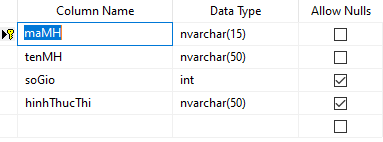 Column Name Data Type Allow Nulls
maMH nvarchar(15)
tenMH nvarchar(50)
soGio int
hinhThucThi nvarchar(50)